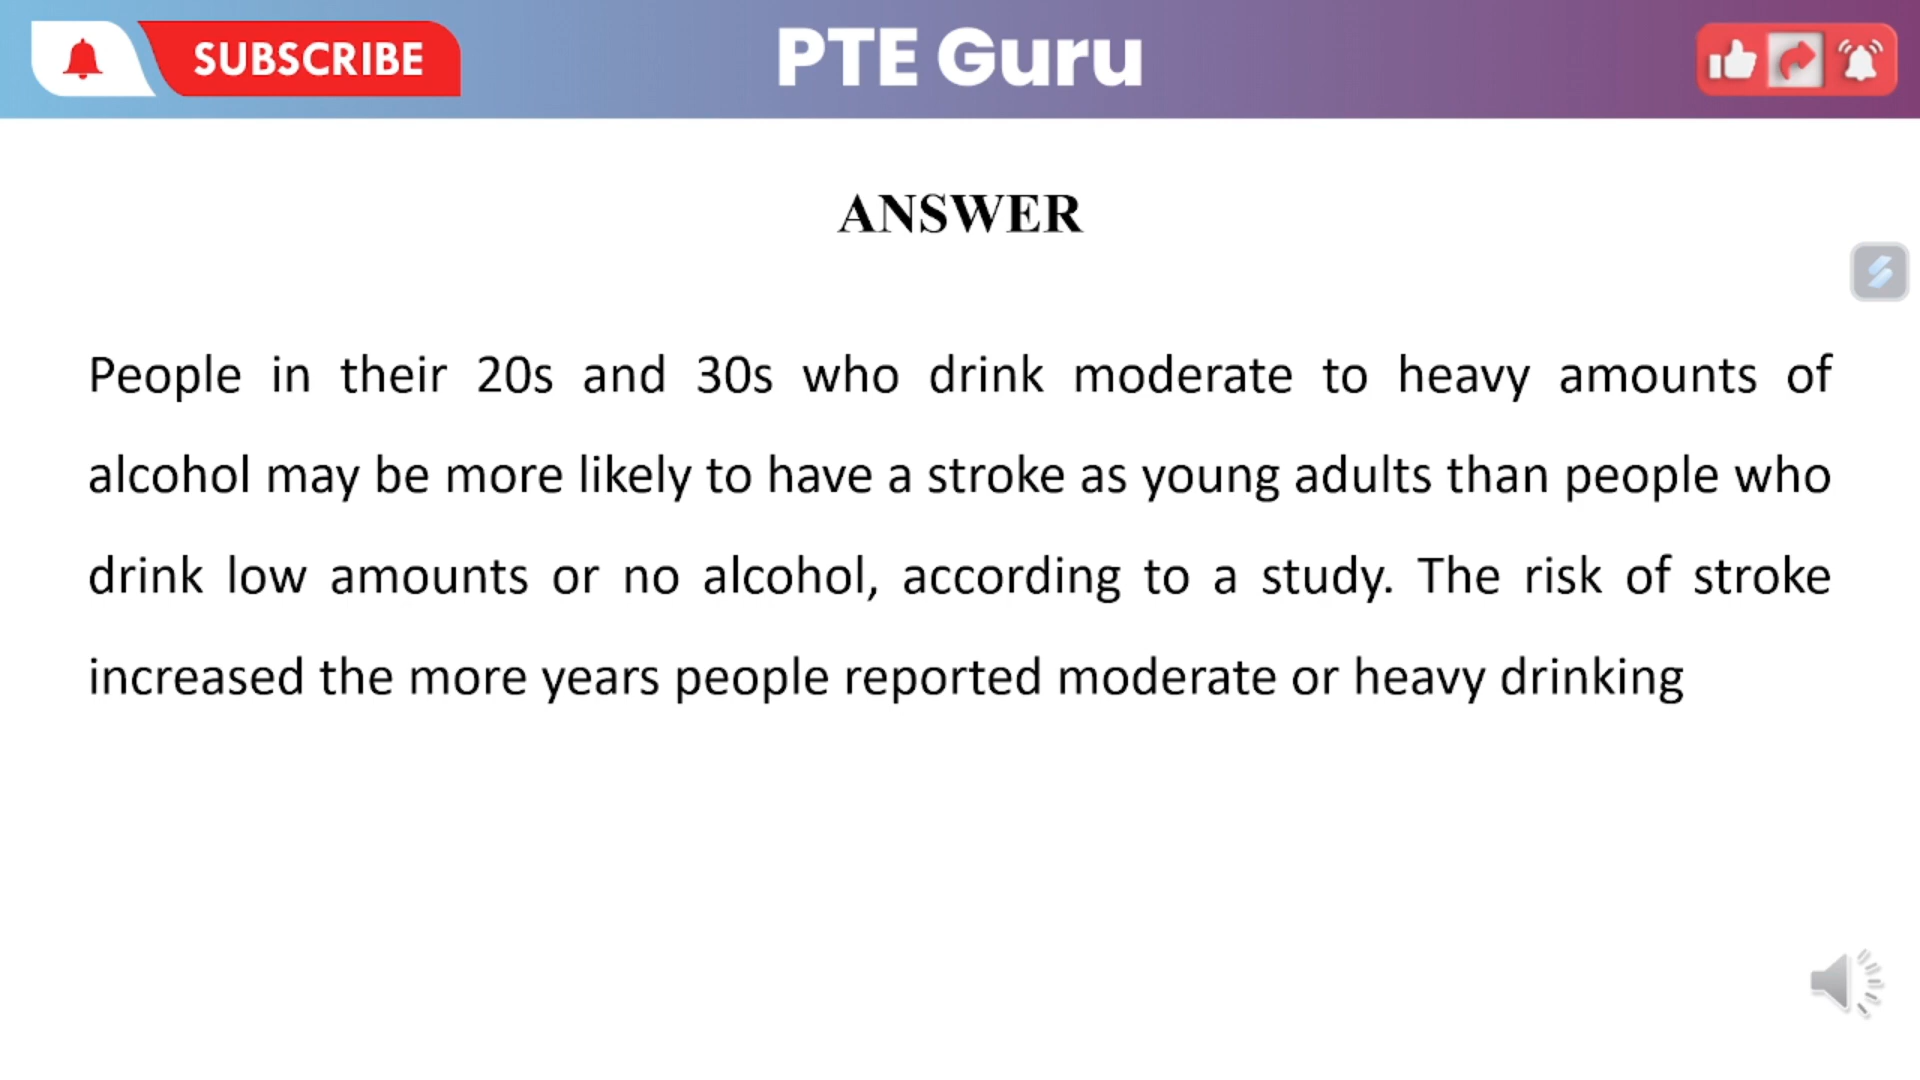 SUBSCRIBE
PTE Guru
ANSWER
People in their 20s and 30s who drink moderate to heavy amounts of
alcohol may be more likely to have a stroke as young adults than people who
drink low amounts or no alcohol, according to a study. The risk of stroke
increased the more years people reported moderate or heavy drinking